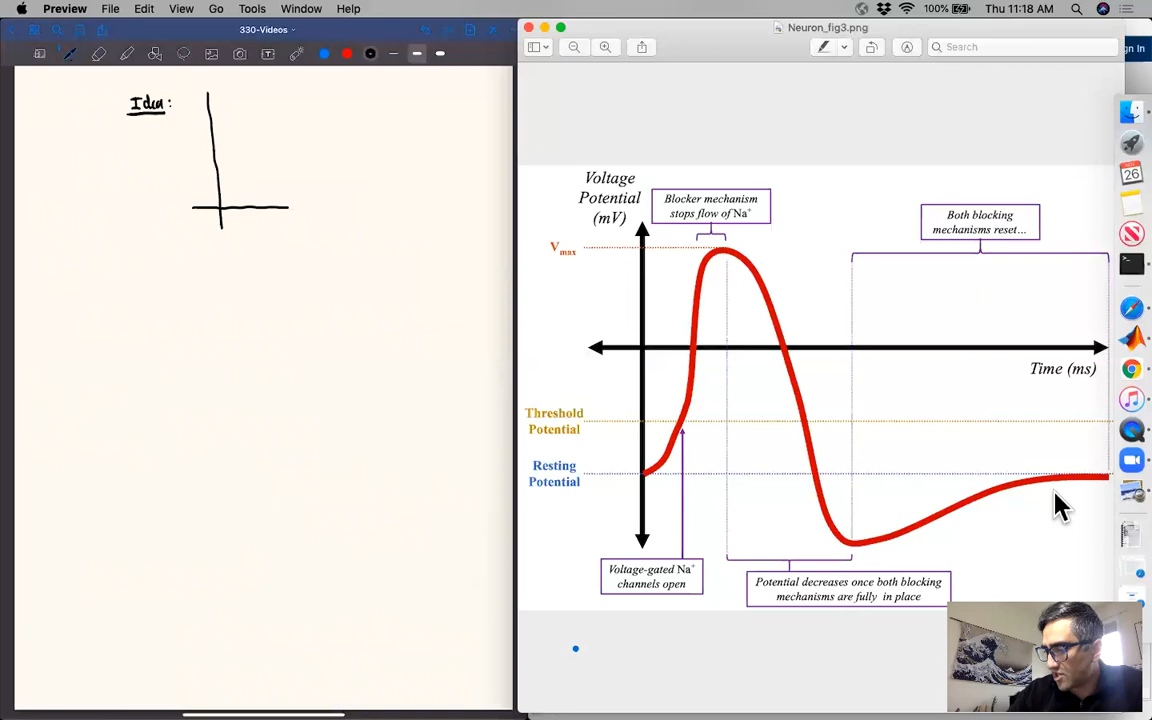 Preview File Edit View Go Tools Window Help
100% Thu 11:18 AM
330-Videos
Neuron_fig3.png
Search
gn In
26
Idea:
Voltage
Potential
(mV)
Blocker mechanism
stops flow of Na+
Both blocking
mechanisms reset...
Vmax
Time (ms)
Threshold
Potential
Resting
Potential
Voltage-gated Na+
channels open
Potential decreases once both blocking
mechanisms are fully in place